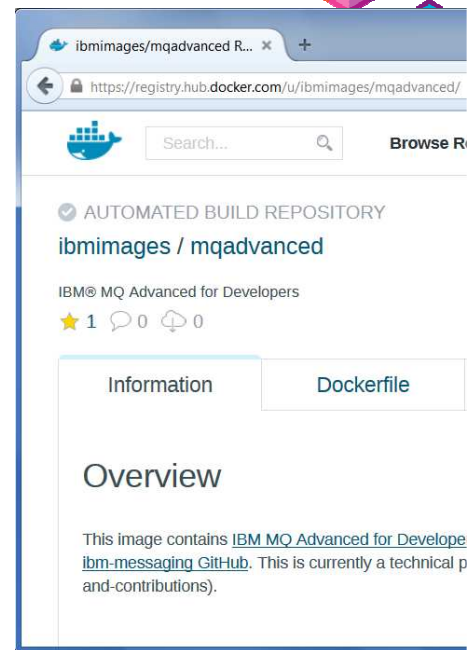 ibmimages/mqadvanced R...
https://registry.hub.docker.com/u/ibmimages/mqadvanced/
Search...
Browse Re
AUTOMATED BUILD REPOSITORY
ibmimages / mqadvanced
IBM® MQ Advanced for Developers
1 0 0
Information
Dockerfile
Overview
This image contains IBM MQ Advanced for Develope
ibm-messaging GitHub. This is currently a technical p
and-contributions).